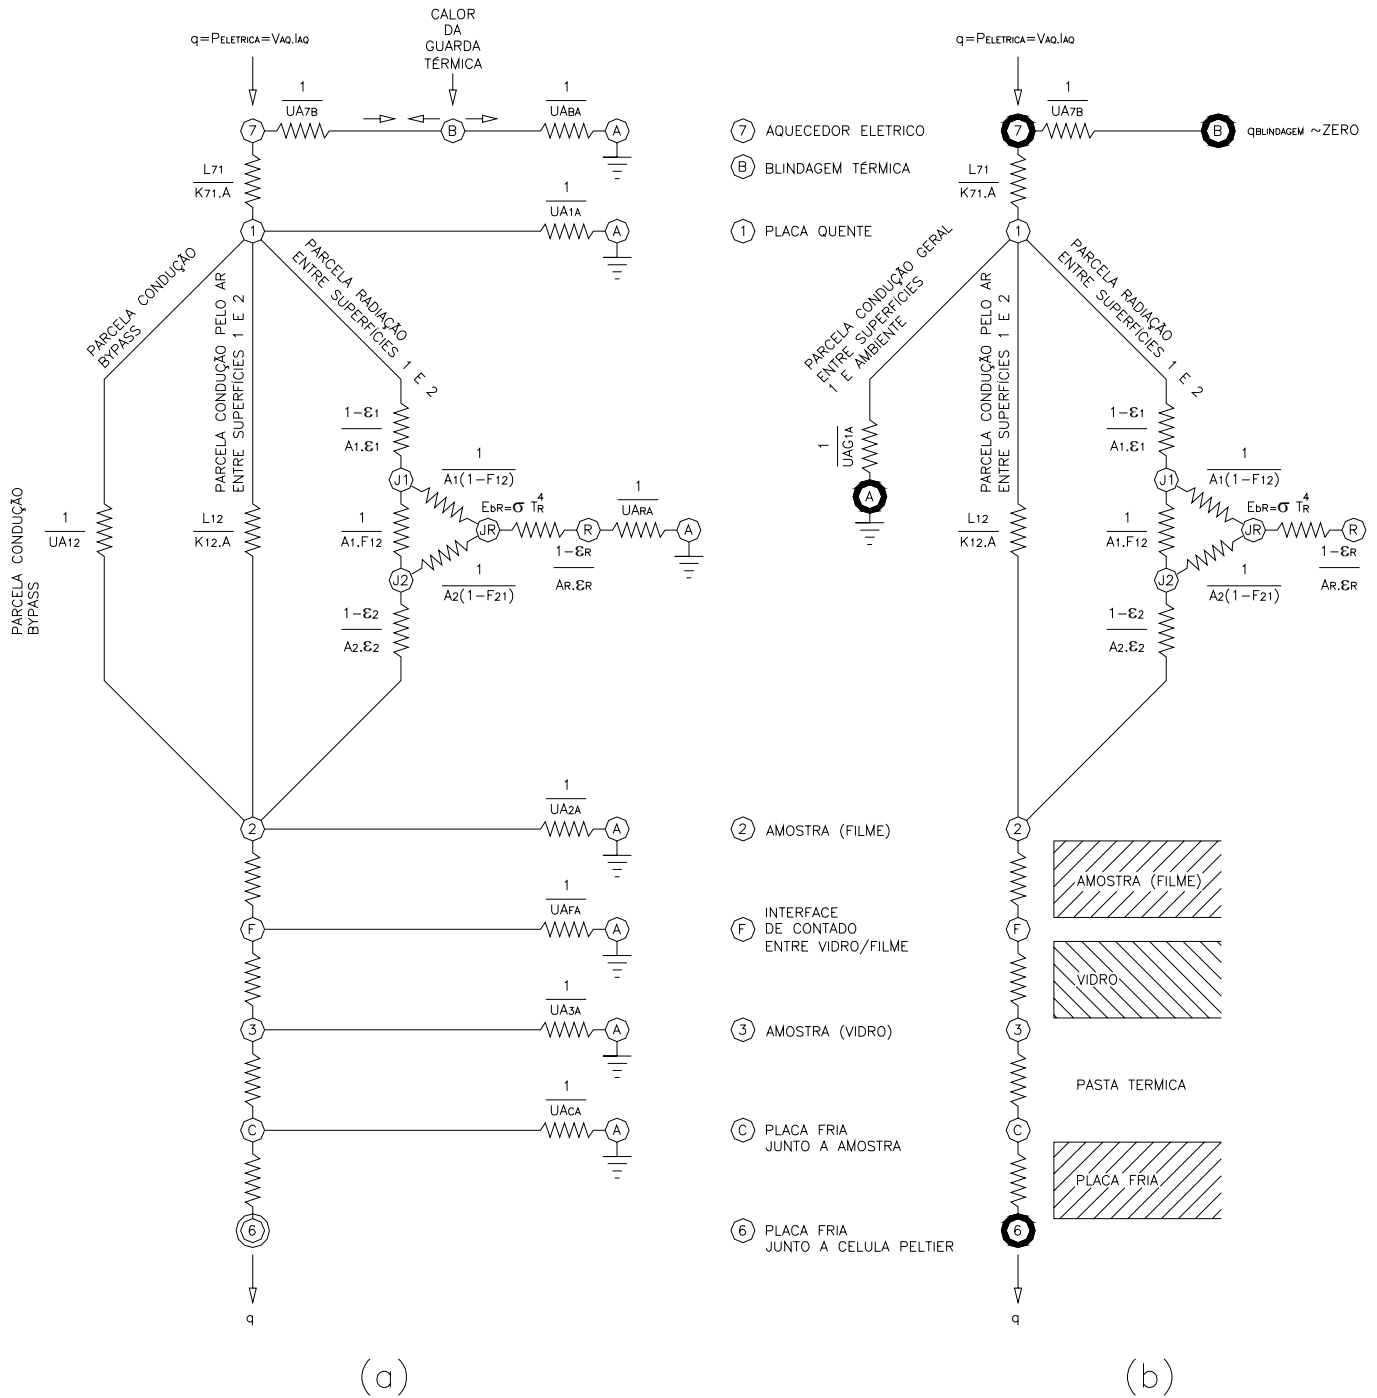 q=PELETRICA=VAQ.IAQ
CALOR
DA
GUARDA
TÉRMICA
1
UA7B
1
UABA
7
B
A
L71
K71.A
1
UA1A
1
A
PARCELA CONDUÇÃO
BYPASS
PARCELA CONDUÇÃO PELO AR
ENTRE SUPERFÍCIES 1 E 2
PARCELA RADIAÇÃO
ENTRE SUPERFÍCIES 1 E 2
PARCELA CONDUÇÃO
BYPASS
1
UA12
L12
K12.A
1-ε1
A1.ε1
J1
1
A1(1-F12)
1
A1.F12
JR
EbR=σ TR4
1-εR
AR.εR
R
1
UARA
A
J2
1
A2(1-F21)
1-ε2
A2.ε2
2
1
UA2A
A
F
1
UAFA
A
3
1
UA3A
A
C
1
UACA
A
6
q
(a)
7 AQUECEDOR ELETRICO
B BLINDAGEM TÉRMICA
1 PLACA QUENTE
2 AMOSTRA (FILME)
F INTERFACE
DE CONTADO
ENTRE VIDRO/FILME
3 AMOSTRA (VIDRO)
C PLACA FRIA
JUNTO A AMOSTRA
6 PLACA FRIA
JUNTO A CELULA PELTIER
q=PELETRICA=VAQ.IAQ
1
UA7B
7
B
qBLINDAGEM ~ZERO
L71
K71.A
1
PARCELA CONDUÇÃO GERAL
ENTRE SUPERFÍCIES
1 E AMBIENTE
PARCELA CONDUÇÃO PELO AR
ENTRE SUPERFÍCIES 1 E 2
PARCELA RADIAÇÃO
ENTRE SUPERFÍCIES 1 E 2
1
UAG1A
A
L12
K12.A
1-ε1
A1.ε1
J1
1
A1(1-F12)
1
A1.F12
JR
EbR=σ TR4
R
1-εR
AR.εR
J2
1
A2(1-F21)
1-ε2
A2.ε2
2
AMOSTRA (FILME)
F
VIDRO
3
PASTA TERMICA
C
PLACA FRIA
6
q
(b)